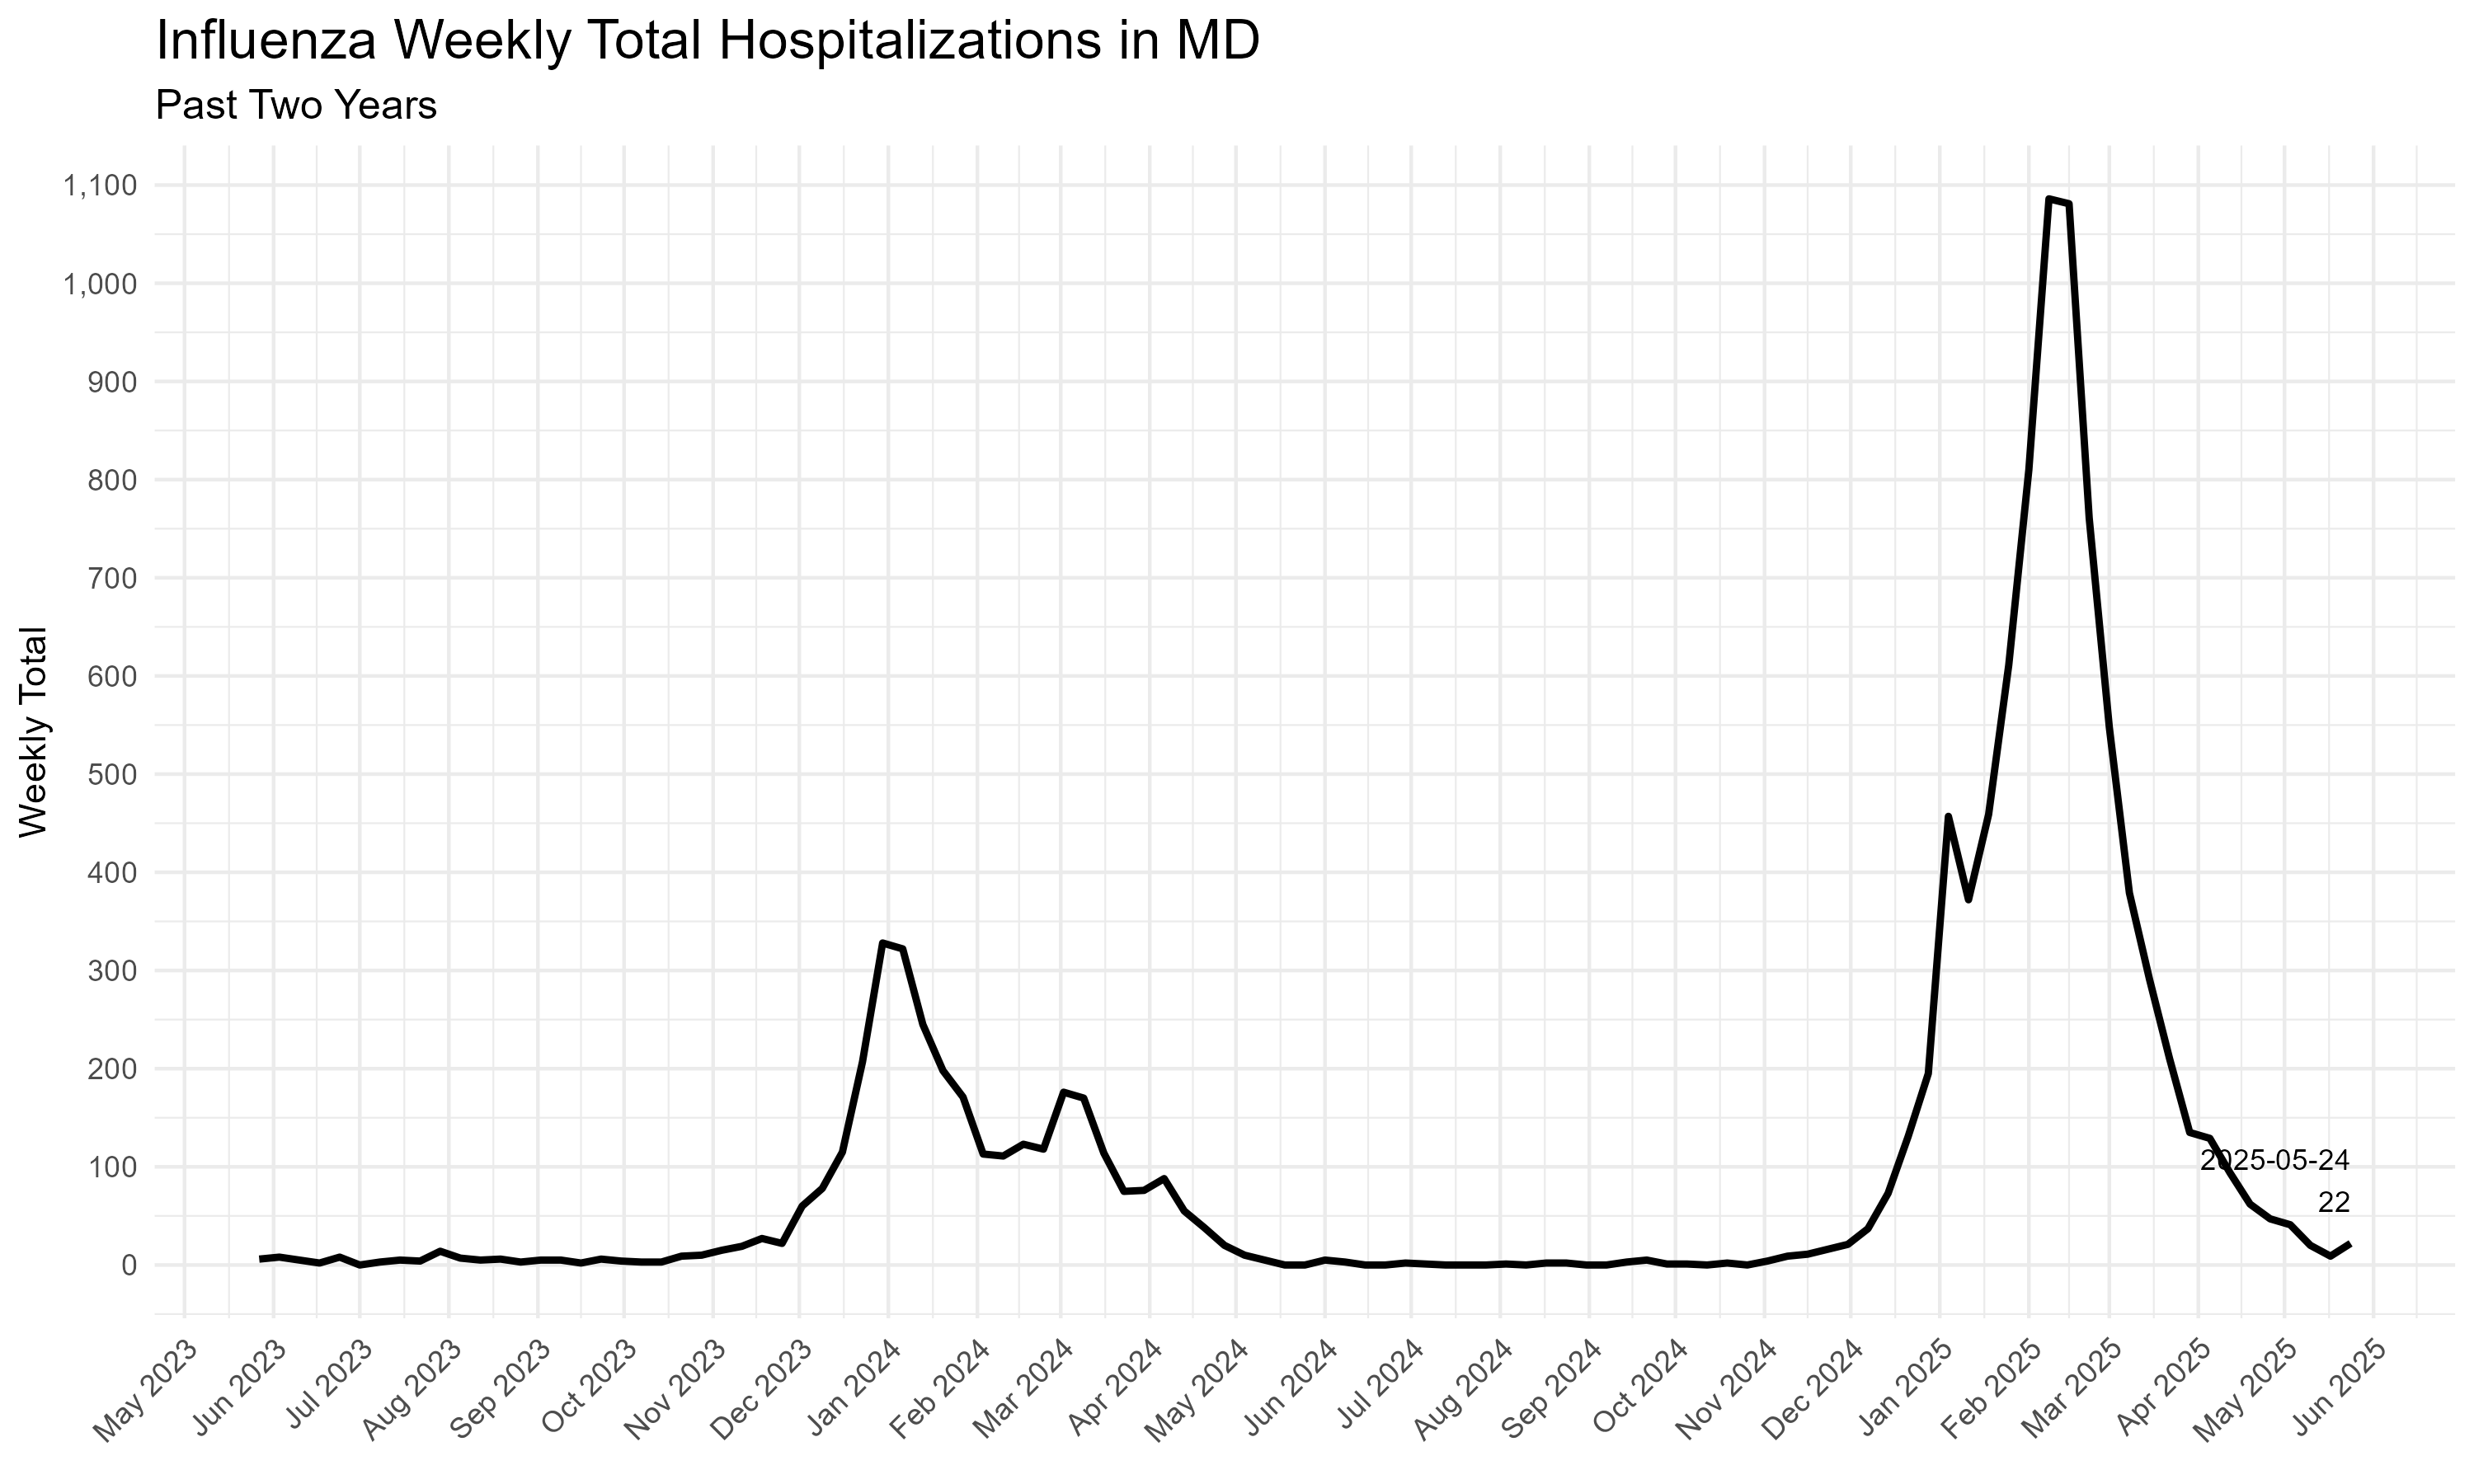 Influenza Weekly Total Hospitalizations in MD
Past Two Years
Weekly Total
1,100
1,000
900
800
700
600
500
400
300
200
100
0
2025-05-24
22
May 2023
Jun 2023
Jul 2023
Aug 2023
Sep 2023
Oct 2023
Nov 2023
Dec 2023
Jan 2024
Feb 2024
Mar 2024
Apr 2024
May 2024
Jun 2024
Jul 2024
Aug 2024
Sep 2024
Oct 2024
Nov 2024
Dec 2024
Jan 2025
Feb 2025
Mar 2025
Apr 2025
May 2025
Jun 2025